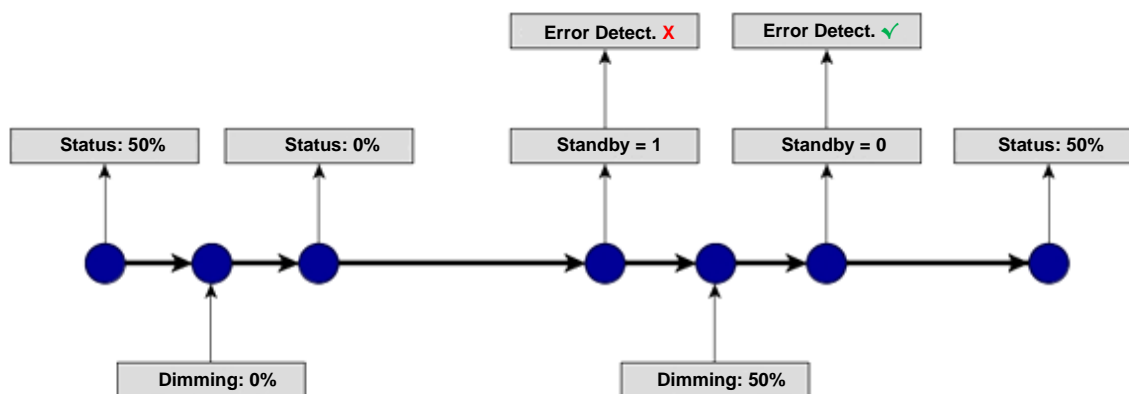 Error Detect. X
Error Detect. ✓
Status: 50%
Status: 0%
Standby = 1
Standby = 0
Status: 50%
Dimming: 0%
Dimming: 50%